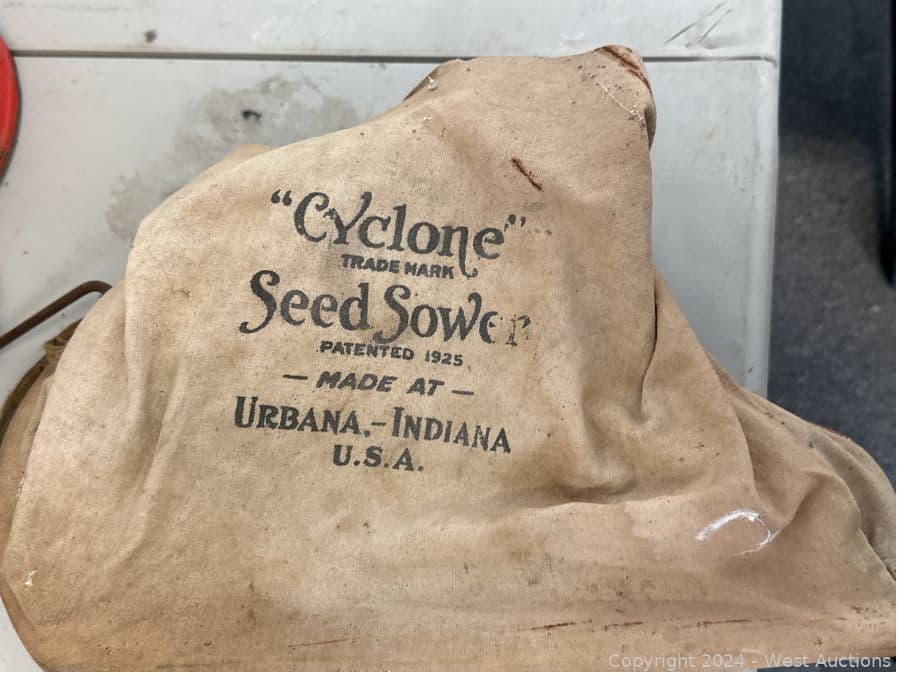 "Cyclone"
TRADE MARK
Seed Sower
PATENTED 1925
— MADE AT —
URBANA,-INDIANA
U.S.A.
Copyright 2024 - West Auctions